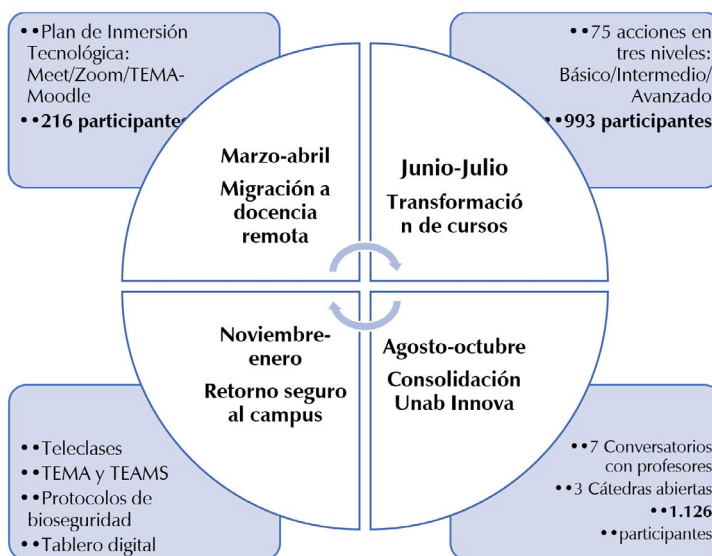 ••Plan de Inmersión
Tecnológica:
Meet/Zoom/TEMA-
Moodle
••216 participantes
••75 acciones en
tres niveles:
Básico/Intermedio/
Avanzado
••993 participantes
Marzo-abril
Migración a
docencia
remota
Junio-Julio
Transformació
n de cursos
Noviembre-
enero
Retorno seguro
al campus
Agosto-octubre
Consolidación
Unab Innova
••Teleclases
••TEMA y TEAMS
••Protocolos de
bioseguridad
••Tablero digital
••7 Conversatorios
con profesores
••3 Cátedras abiertas
••1.126
••participantes